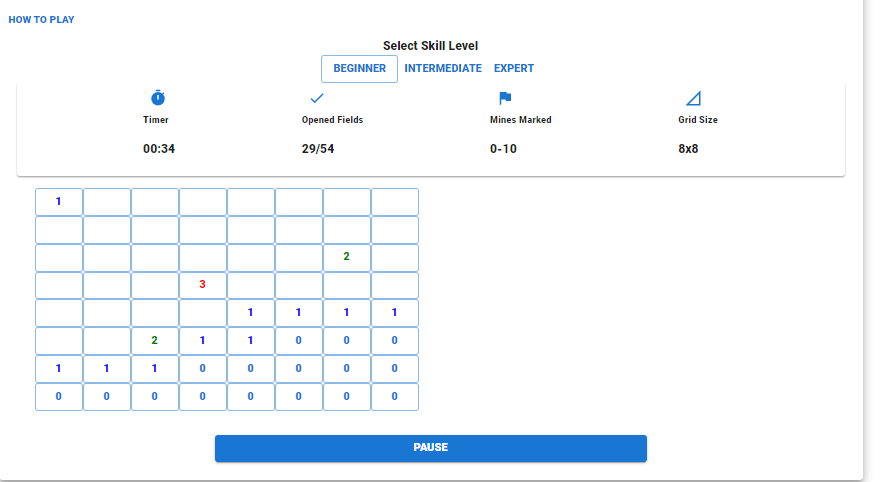 HOW TO PLAY
Select Skill Level
BEGINNER INTERMEDIATE EXPERT
Timer Opened Fields Mines Marked Grid Size
00:34 29/54 0-10 8x8
1
2
3
1 1 1 1
2 1 1 0 0 0
1 1 1 0 0 0 0 0
0 0 0 0 0 0 0 0
PAUSE